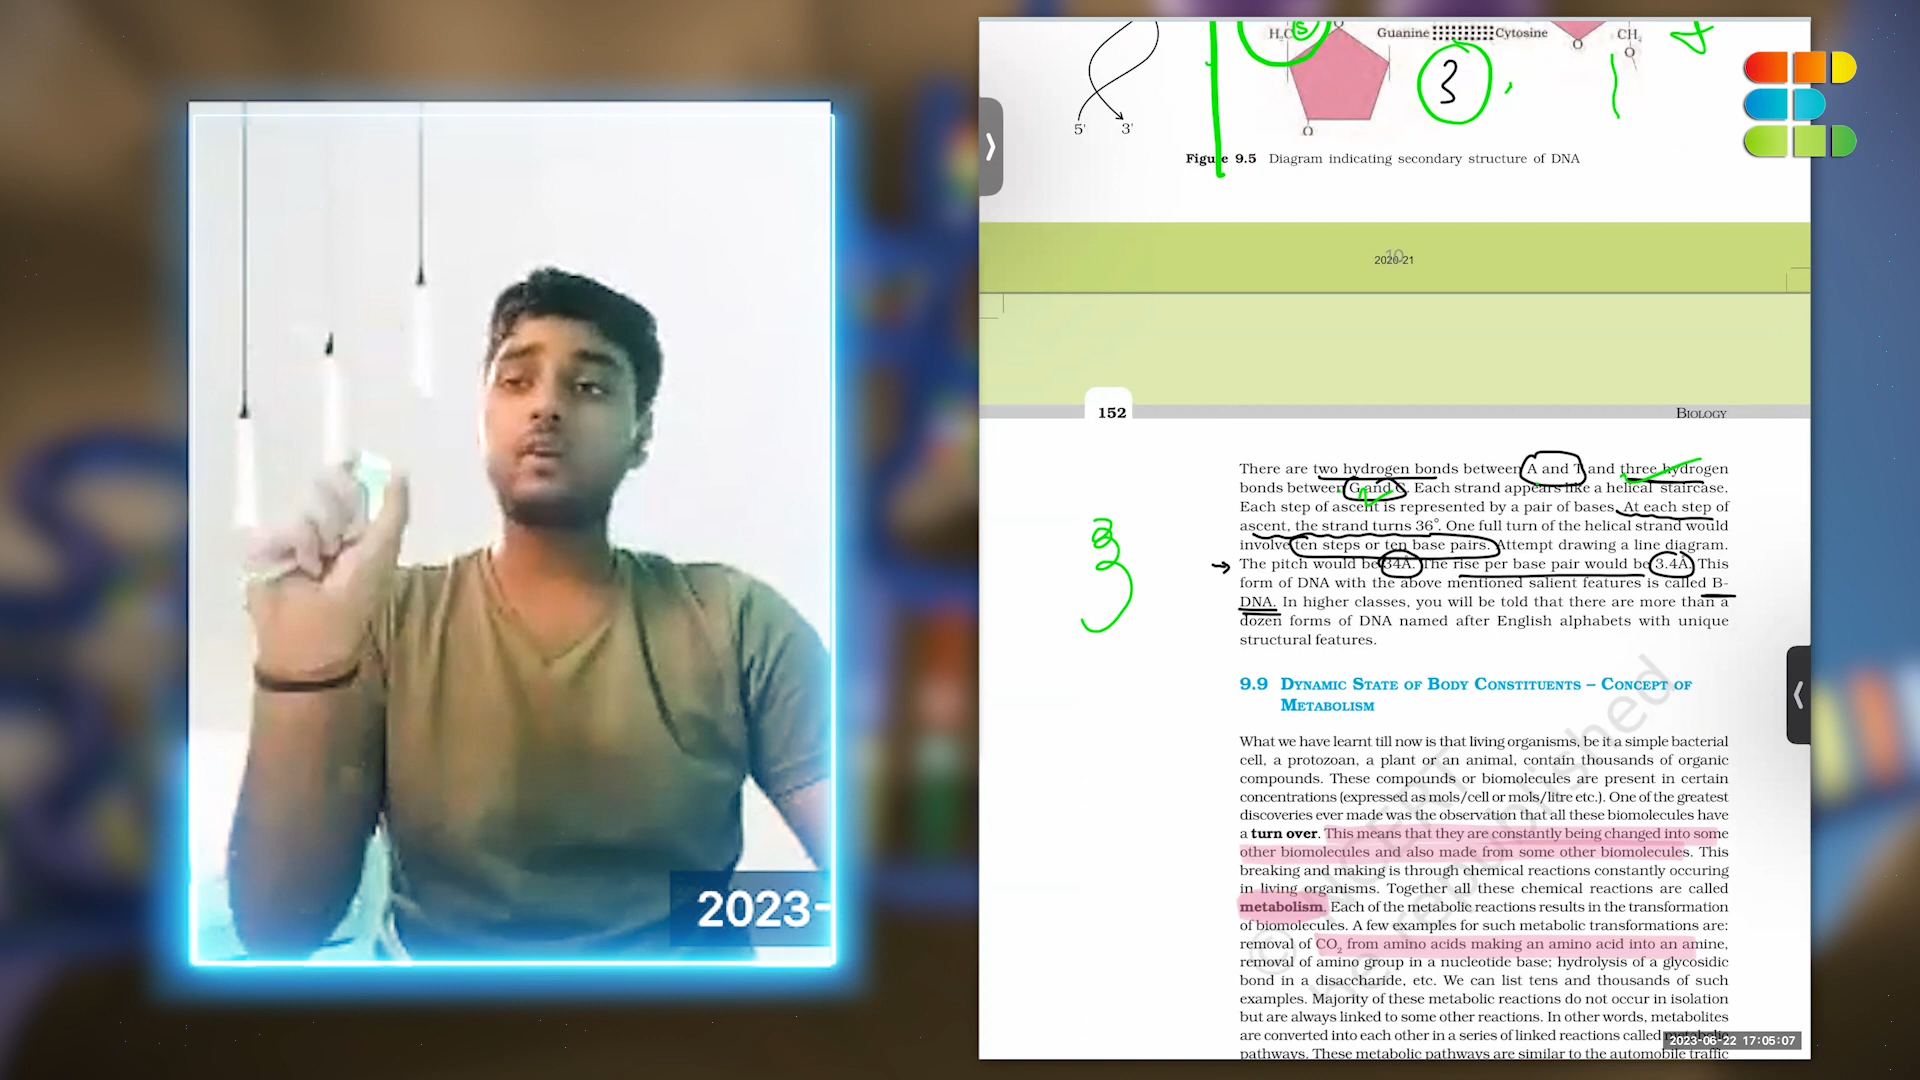 H₂C
5
Guanine
Cytosine
O
CH₂
O
3
5'
3'
O
Figure 9.5 Diagram indicating secondary structure of DNA
10
2020-21
152
BIOLOGY
There are two hydrogen bonds between A and T and three hydrogen
bonds between G and C. Each strand appears like a helical staircase.
Each step of ascent is represented by a pair of bases. At each step of
ascent, the strand turns 36°. One full turn of the helical strand would
involve ten steps or ten base pairs. Attempt drawing a line diagram.
The pitch would be 34Å. The rise per base pair would be 3.4Å. This
form of DNA with the above mentioned salient features is called B-
DNA. In higher classes, you will be told that there are more than a
dozen forms of DNA named after English alphabets with unique
structural features.
9.9 DYNAMIC STATE OF BODY CONSTITUENTS – CONCEPT OF
METABOLISM
What we have learnt till now is that living organisms, be it a simple bacterial
cell, a protozoan, a plant or an animal, contain thousands of organic
compounds. These compounds or biomolecules are present in certain
concentrations (expressed as mols/cell or mols/litre etc.). One of the greatest
discoveries ever made was the observation that all these biomolecules have
a turn over. This means that they are constantly being changed into some
other biomolecules and also made from some other biomolecules. This
breaking and making is through chemical reactions constantly occuring
in living organisms. Together all these chemical reactions are called
metabolism. Each of the metabolic reactions results in the transformation
of biomolecules. A few examples for such metabolic transformations are:
removal of CO₂ from amino acids making an amino acid into an amine,
removal of amino group in a nucleotide base; hydrolysis of a glycosidic
bond in a disaccharide, etc. We can list tens and thousands of such
examples. Majority of these metabolic reactions do not occur in isolation
but are always linked to some other reactions. In other words, metabolites
are converted into each other in a series of linked reactions called metabolic
pathways. These metabolic pathways are similar to the automobile traffic
2023-
2023-06-22 17:05:07